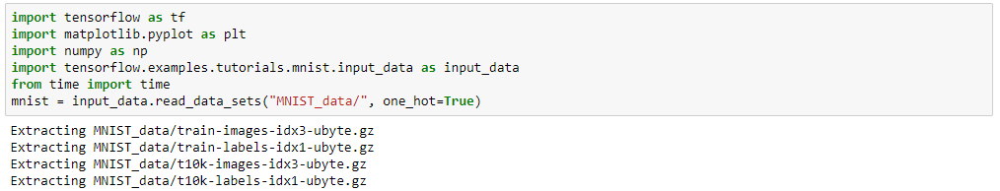 import tensorflow as tf
import matplotlib.pyplot as plt
import numpy as np
import tensorflow.examples.tutorials.mnist.input_data as input_data
from time import time
mnist = input_data.read_data_sets("MNIST_data/", one_hot=True)
Extracting MNIST_data/train-images-idx3-ubyte.gz
Extracting MNIST_data/train-labels-idx1-ubyte.gz
Extracting MNIST_data/t10k-images-idx3-ubyte.gz
Extracting MNIST_data/t10k-labels-idx1-ubyte.gz